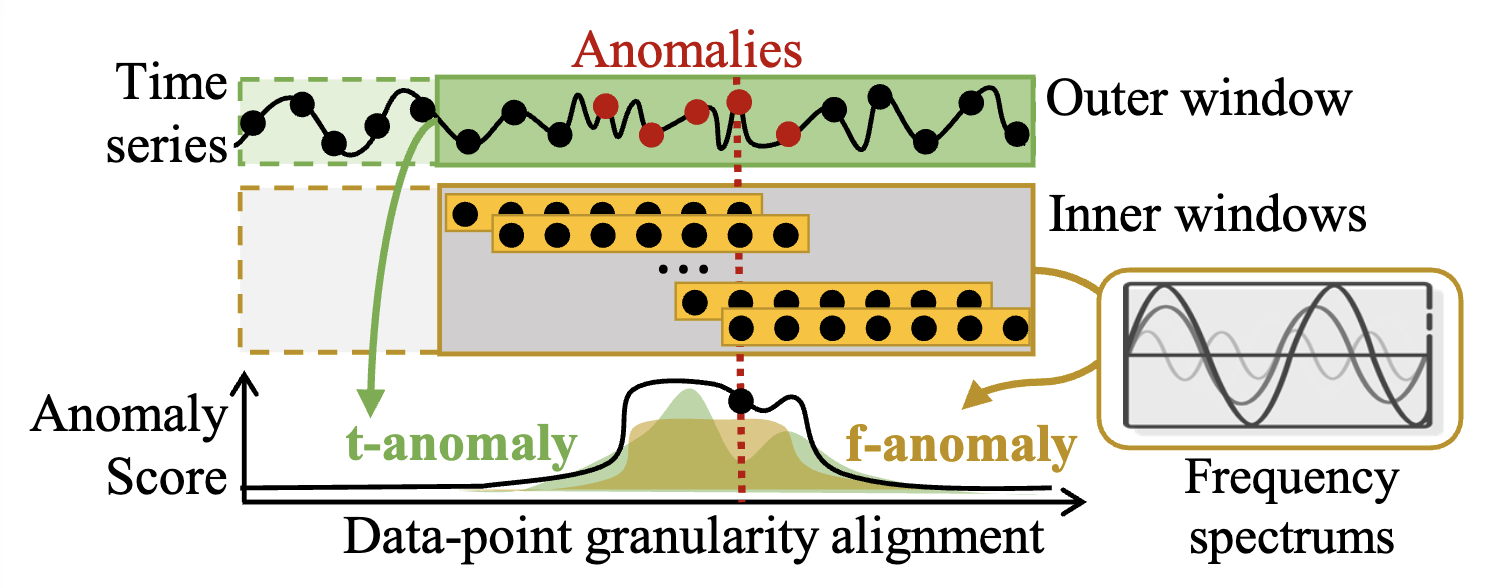 Anomalies
Time
series
Outer window
Inner windows
...
Anomaly
Score
t-anomaly
f-anomaly
Frequency
spectrums
Data-point granularity alignment